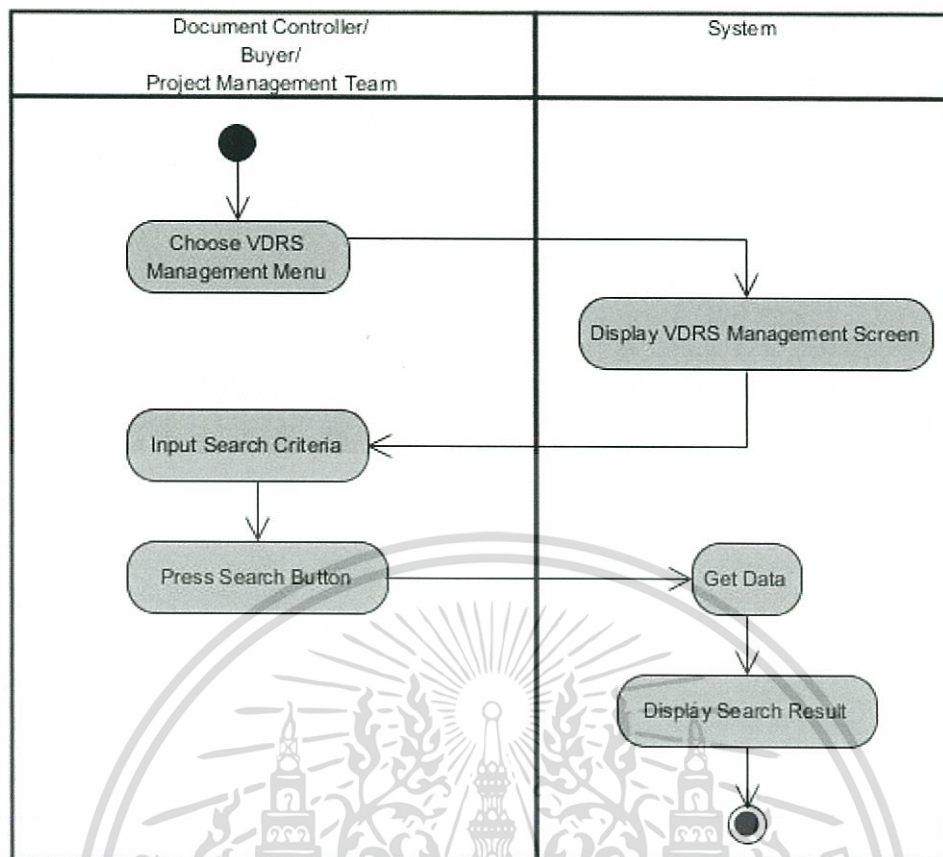 Document Controller/
Buyer/
Project Management Team
System
Choose VDRS
Management Menu
Display VDRS Management Screen
Input Search Criteria
Press Search Button
Get Data
Display Search Result